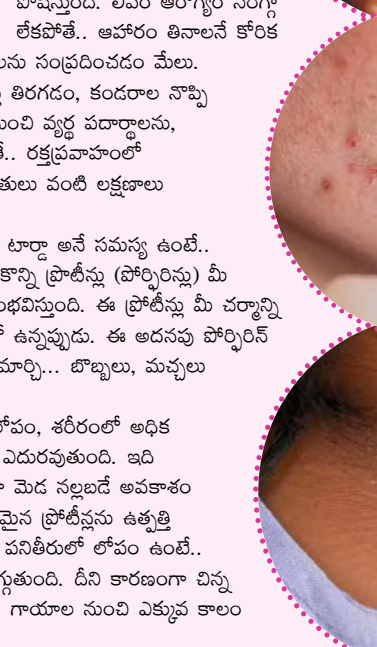 పోషిస్తుంది. లివర్ ఆరోగ్యం సరిగ్గా
లేకపోతే.. ఆహారం తినాలనే కోరిక
సంప్రదించడం మేలు.
తిరగడం, కండరాల నొప్పి
వ్యర్థ పదార్థాలను,
రక్తప్రవాహంలో
వంటి లక్షణాలు
టార్డా అనే సమస్య ఉంటే..
కొన్ని ప్రొటీన్లు (పోర్ఫిరిన్లు) మీ
ఈ ప్రోటీన్లు మీ చర్మాన్ని
ఉన్నప్పుడు. ఈ అదనపు పోర్ఫిరిన్
మార్చి... బొబ్బలు, మచ్చలు
శరీరంలో అధిక
ఎదురవుతుంది. ఇది
మెడ నల్లబడే అవకాశం
ప్రోటీన్లను ఉత్పత్తి
పనితీరులో లోపం ఉంటే..
దీని కారణంగా చిన్న
గాయాల నుంచి ఎక్కువ కాలం